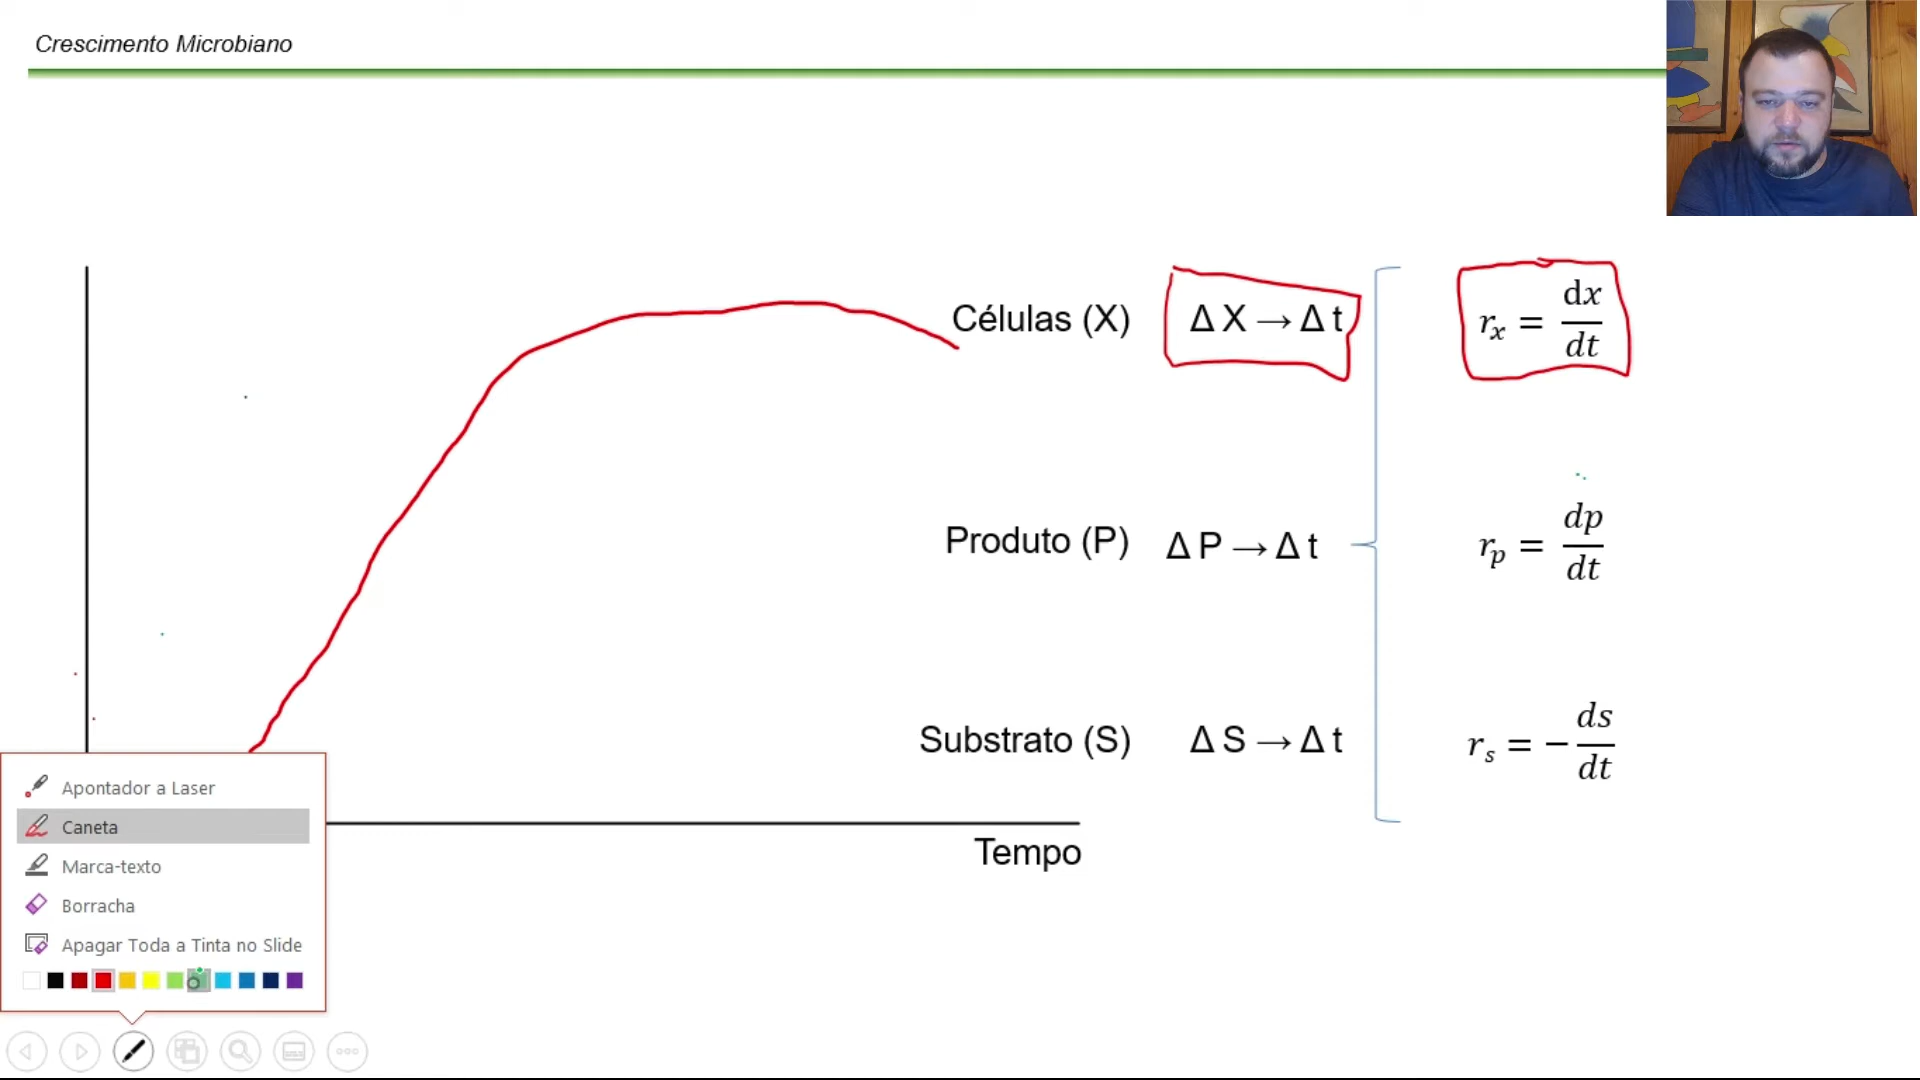 Crescimento Microbiano
Células (X) Δ X → Δ t r_x = dx/dt
Produto (P) Δ P → Δ t r_p = dp/dt
Substrato (S) Δ S → Δ t r_s = − ds/dt
Tempo
Apontador a Laser
Caneta
Marca-texto
Borracha
Apagar Toda a Tinta no Slide